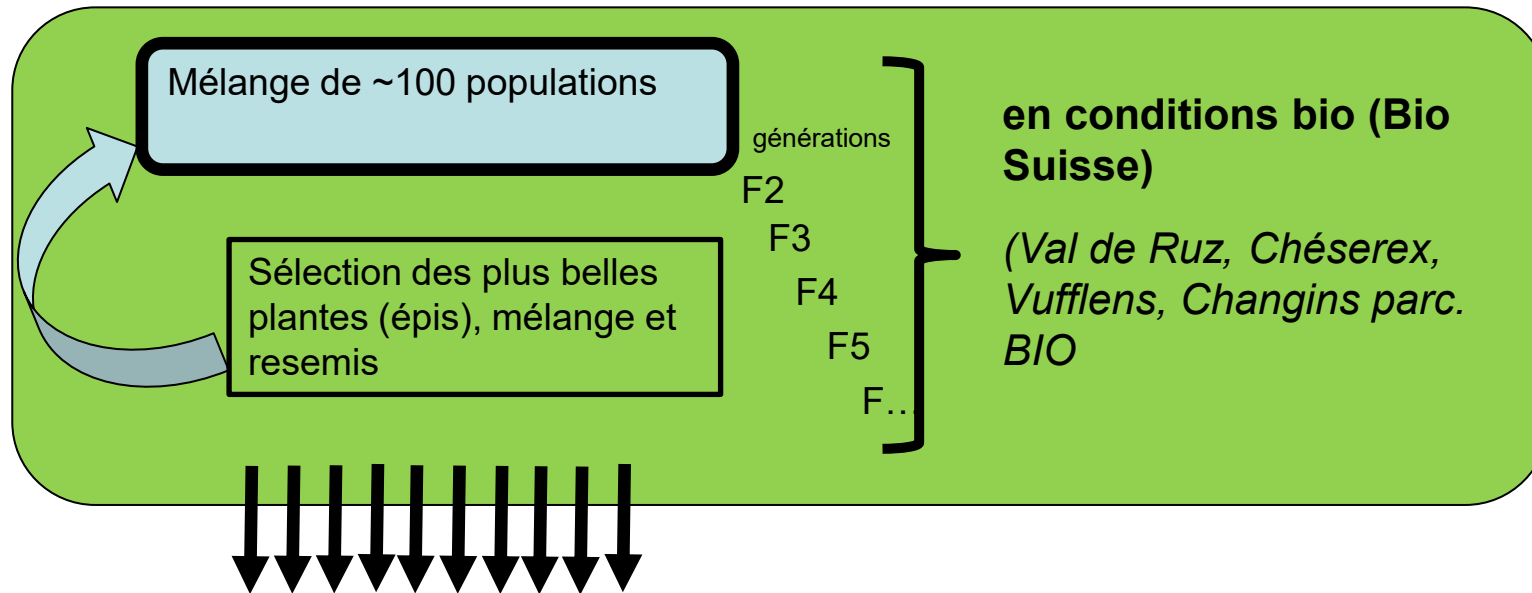 Mélange de ~100 populations
générations
F2
F3
F4
F5
F...
Sélection des plus belles
plantes (épis), mélange et
resemis
en conditions bio (Bio
Suisse)
(Val de Ruz, Chéserex,
Vufflens, Changins parc.
BIO